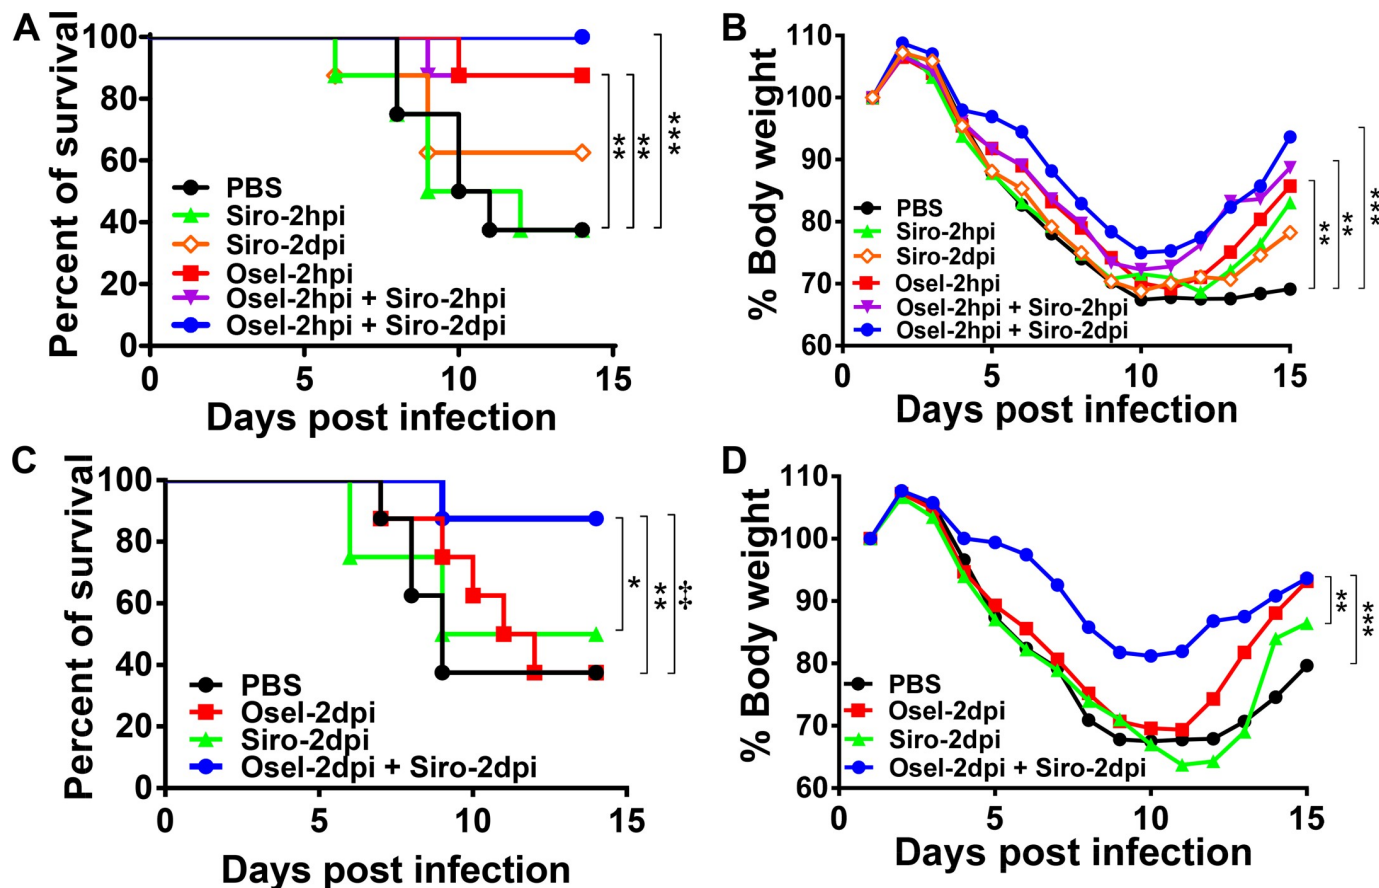 A
Percent of survival
100
80
60
40
20
0
PBS
Siro-2hpi
Siro-2dpi
Osel-2hpi
Osel-2hpi + Siro-2hpi
Osel-2hpi + Siro-2dpi
**
**
***
0
5
10
15
Days post infection
B
% Body weight
110
100
90
80
70
60
PBS
Siro-2hpi
Siro-2dpi
Osel-2hpi
Osel-2hpi + Siro-2hpi
Osel-2hpi + Siro-2dpi
**
**
***
0
5
10
15
Days post infection
C
Percent of survival
100
80
60
40
20
0
PBS
Osel-2dpi
Siro-2dpi
Osel-2dpi + Siro-2dpi
*
**
‡
0
5
10
15
Days post infection
D
% Body weight
110
100
90
80
70
60
PBS
Osel-2dpi
Siro-2dpi
Osel-2dpi + Siro-2dpi
**
***
0
5
10
15
Days post infection